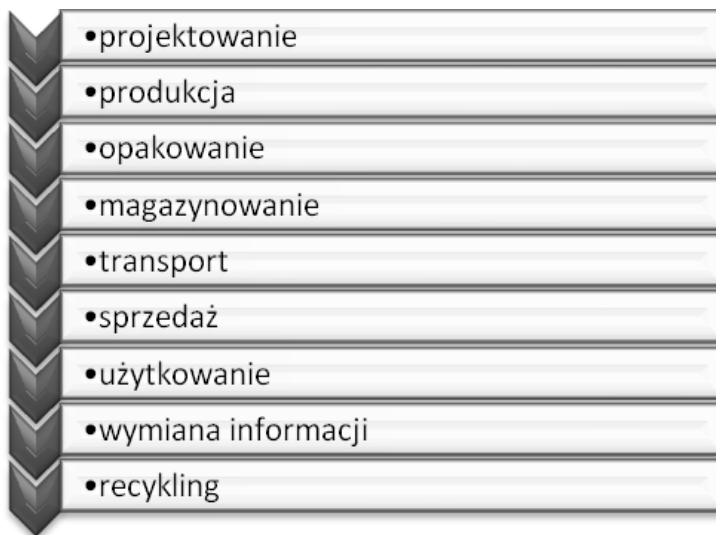 •projektowanie
•produkcja
•opakowanie
•magazynowanie
•transport
•sprzedaż
•użytkowanie
•wymiana informacji
•recykling